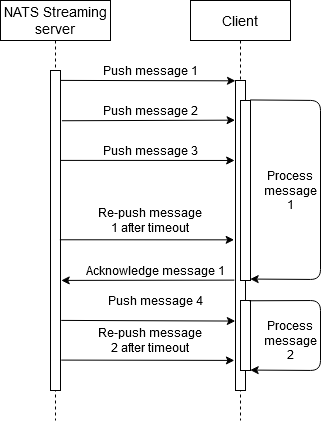 NATS Streaming
server
Client
Push message 1
Push message 2
Push message 3
Process
message
1
Re-push message
1 after timeout
Acknowledge message 1
Push message 4
Re-push message
2 after timeout
Process
message
2